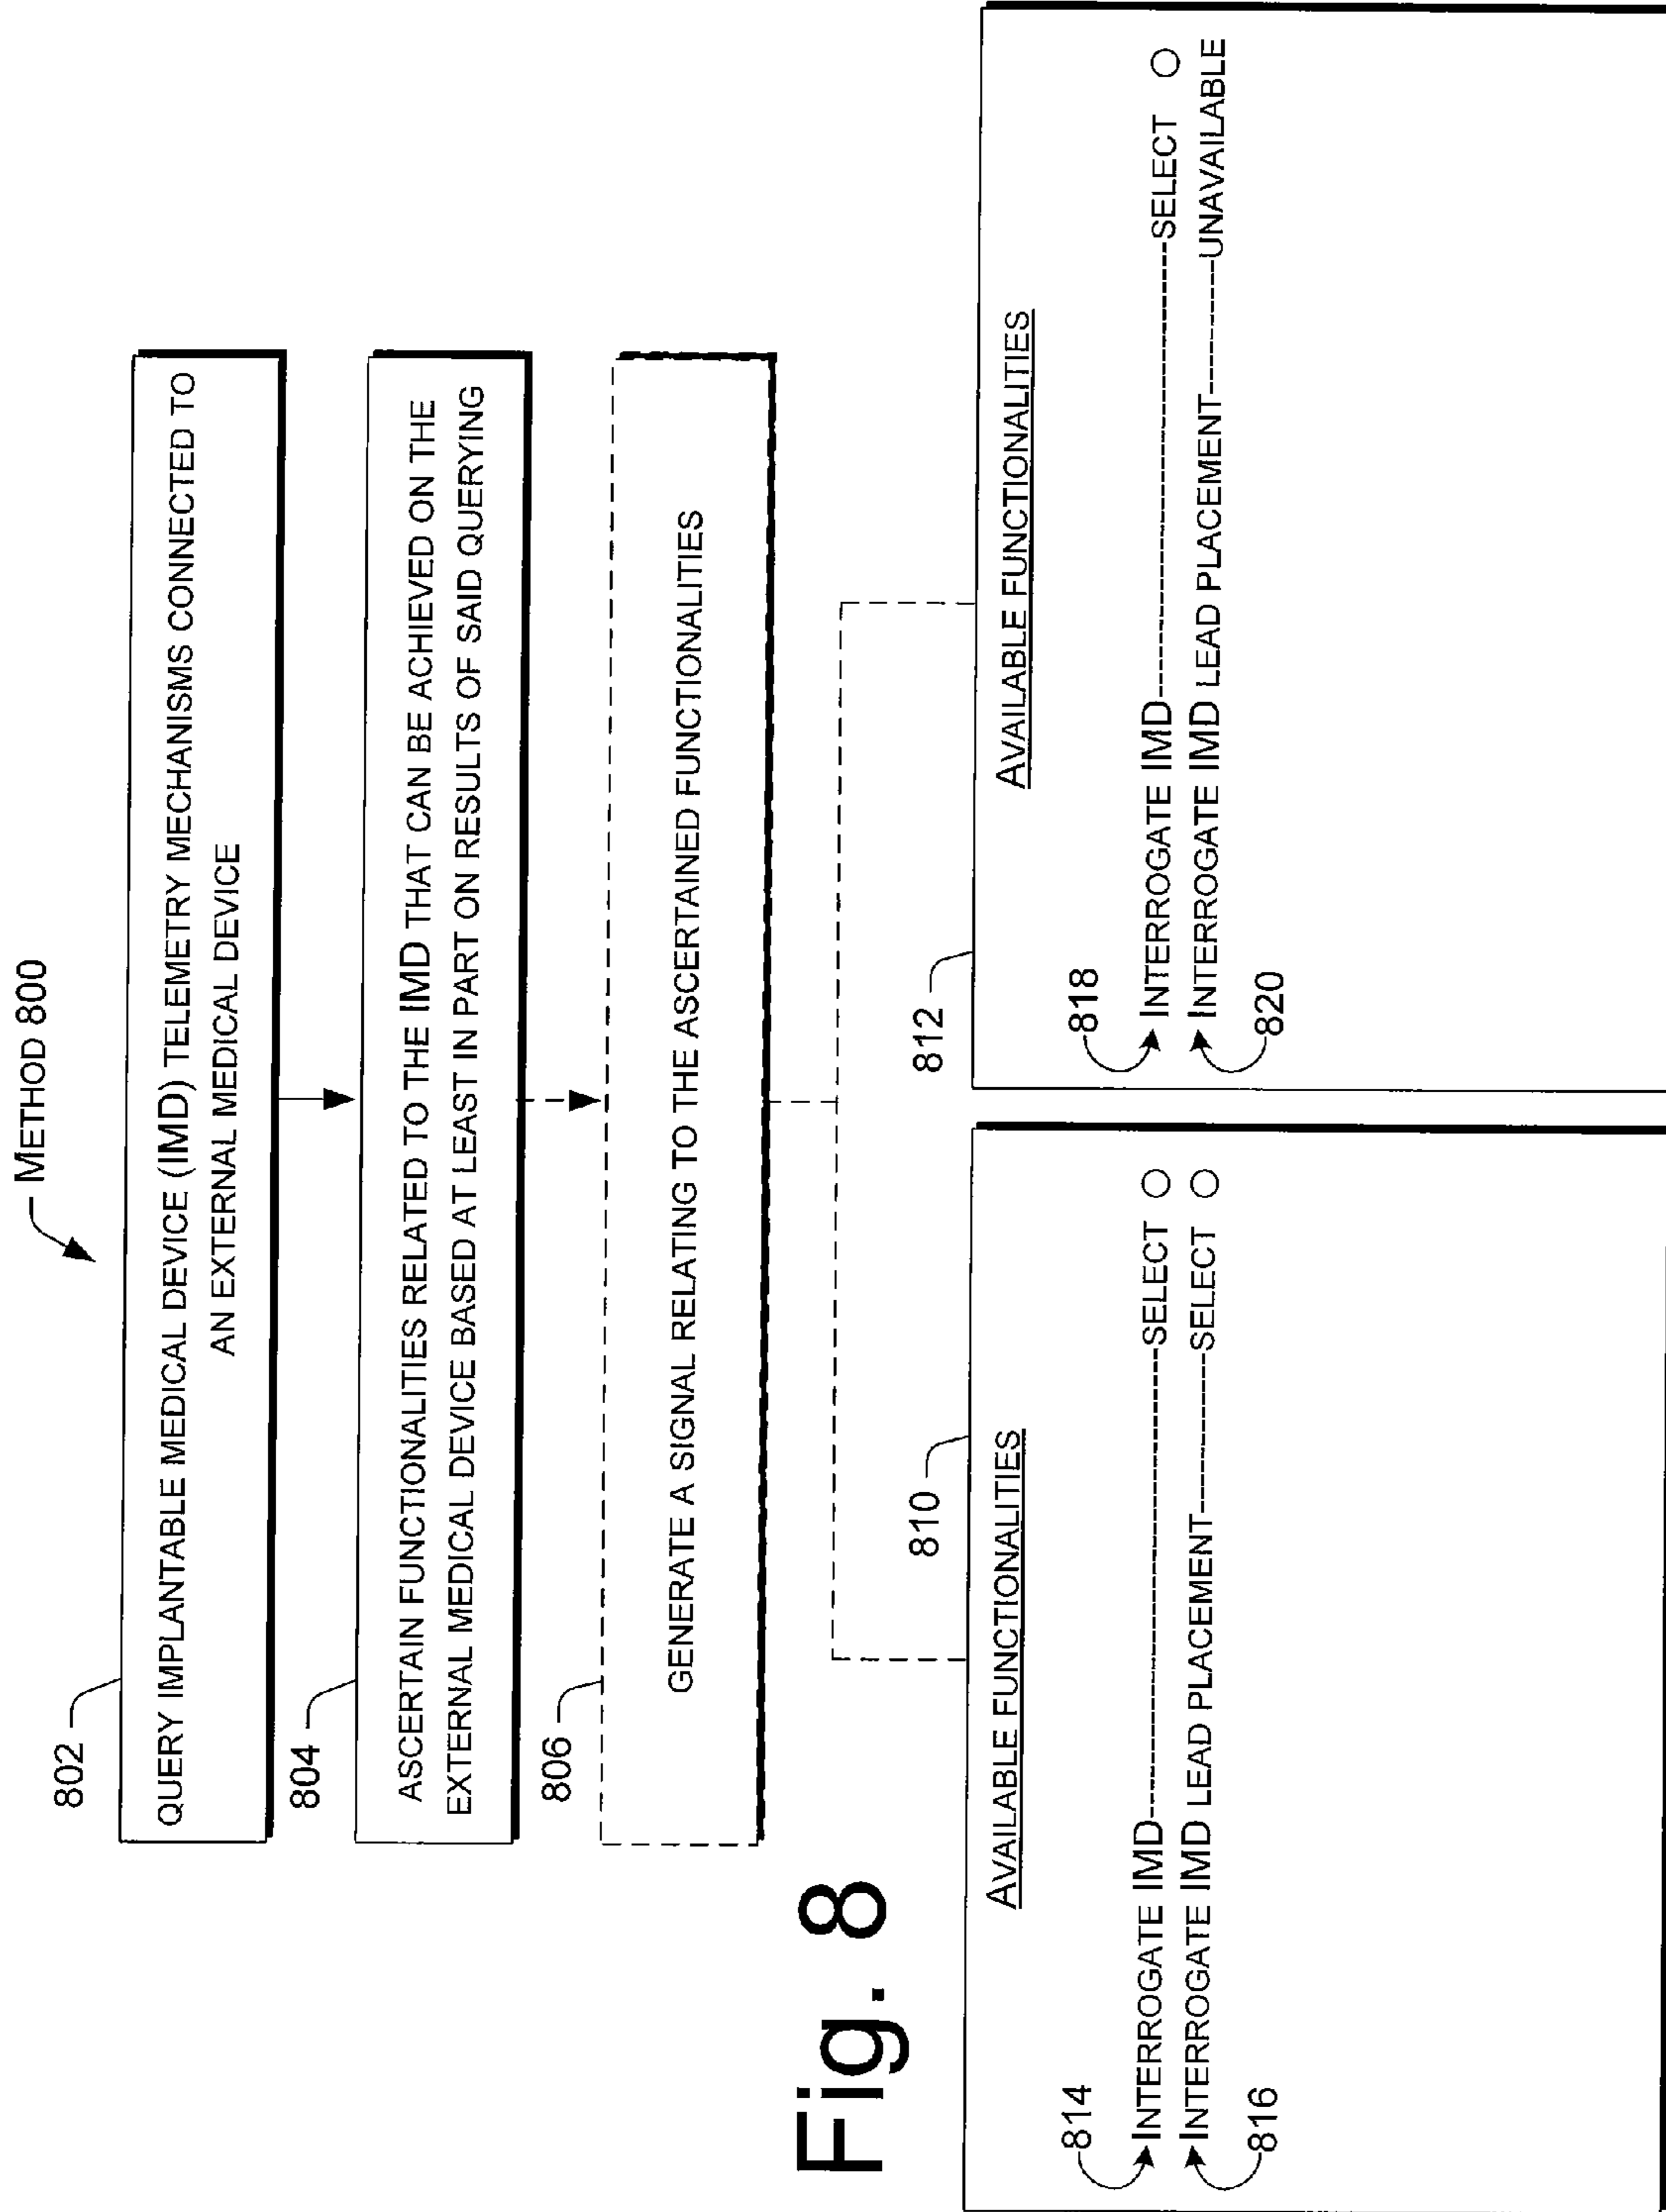 METHOD 800
802
QUERY IMPLANTABLE MEDICAL DEVICE (IMD) TELEMETRY MECHANISMS CONNECTED TO
AN EXTERNAL MEDICAL DEVICE
804
ASCERTAIN FUNCTIONALITIES RELATED TO THE IMD THAT CAN BE ACHIEVED ON THE
EXTERNAL MEDICAL DEVICE BASED AT LEAST IN PART ON RESULTS OF SAID QUERYING
806
GENERATE A SIGNAL RELATING TO THE ASCERTAINED FUNCTIONALITIES
Fig. 8
810
AVAILABLE FUNCTIONALITIES
814
INTERROGATE IMD-----------------------SELECT
INTERROGATE IMD LEAD PLACEMENT--------SELECT
816
812
AVAILABLE FUNCTIONALITIES
818
INTERROGATE IMD-----------------------SELECT
INTERROGATE IMD LEAD PLACEMENT-------UNAVAILABLE
820